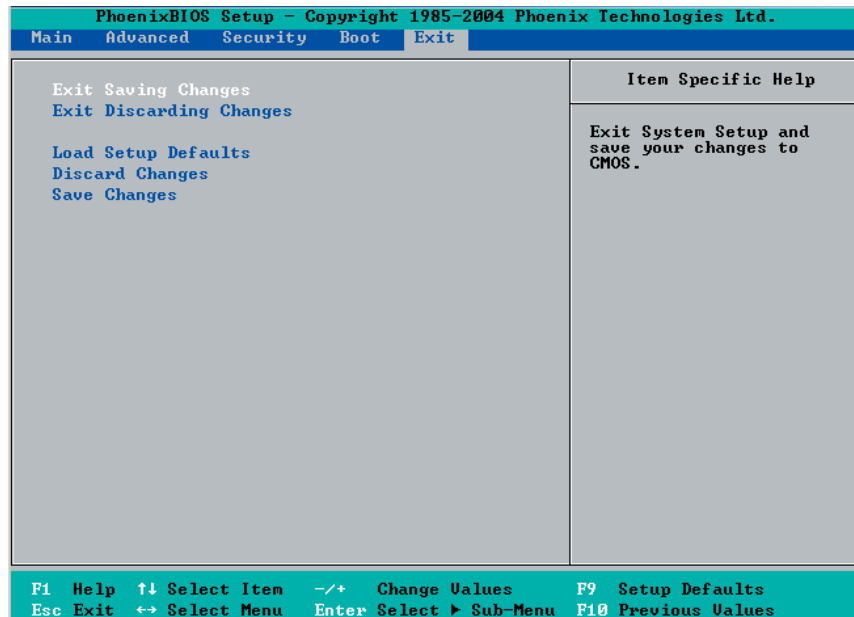 PhoenixBIOS Setup - Copyright 1985-2004 Phoenix Technologies Ltd.
Main Advanced Security Boot Exit
Exit Saving Changes
Exit Discarding Changes
Load Setup Defaults
Discard Changes
Save Changes
Item Specific Help
Exit System Setup and
save your changes to
CMOS.
F1 Help ↑↓ Select Item -/+ Change Values F9 Setup Defaults
Esc Exit ↔ Select Menu Enter Select ▶ Sub-Menu F10 Previous Values